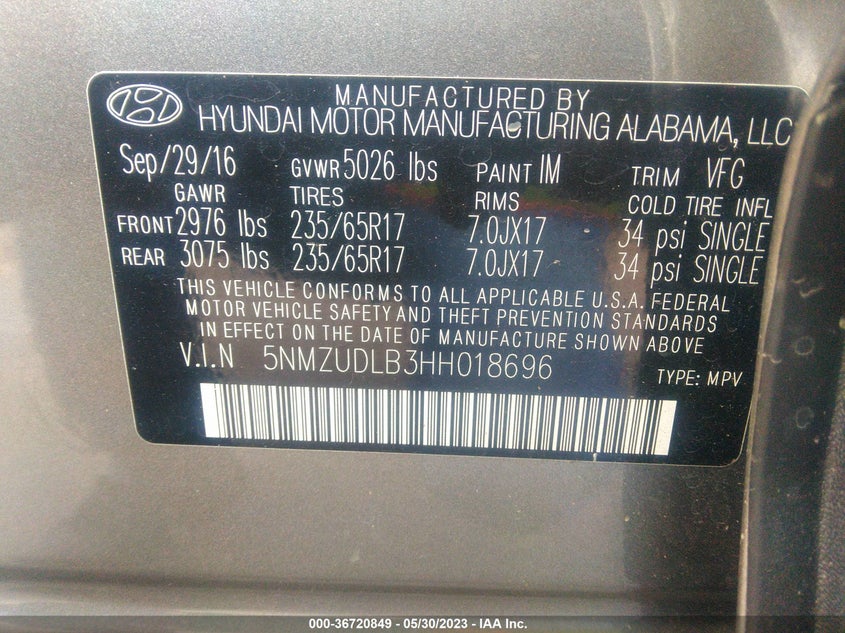 MANUFACTURED BY
HYUNDAI MOTOR MANUFACTURING ALABAMA, LLC
Sep/29/16 GVWR 5026 lbs PAINT IM TRIM VFG
GAWR TIRES RIMS COLD TIRE INFL
FRONT 2976 lbs 235/65R17 7.0JX17 34 psi SINGLE
REAR 3075 lbs 235/65R17 7.0JX17 34 psi SINGLE
THIS VEHICLE CONFORMS TO ALL APPLICABLE U.S.A. FEDERAL
MOTOR VEHICLE SAFETY AND THEFT PREVENTION STANDARDS
IN EFFECT ON THE DATE OF MANUFACTURE SHOWN ABOVE
V.I.N 5NMZUDLB3HH018696 TYPE: MPV
000-36720849 — 05/30/2023 — IAA Inc.